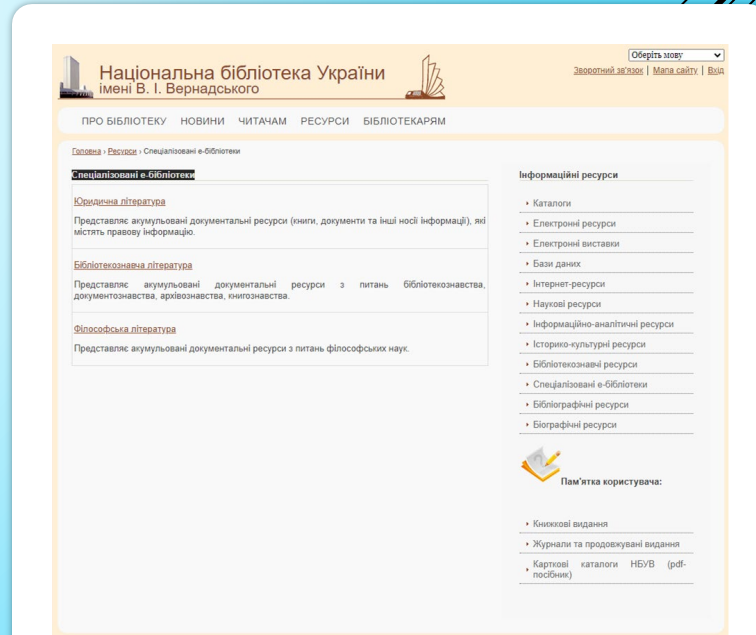 Національна бібліотека України
імені В. І. Вернадського
Оберіть мову
Зворотний зв'язок | Мапа сайту | Вхід
ПРО БІБЛІОТЕКУ НОВИНИ ЧИТАЧАМ РЕСУРСИ БІБЛІОТЕКАРЯМ
Головна › Ресурси › Спеціалізовані е-бібліотеки
Спеціалізовані е-бібліотеки
Юридична література
Представляє акумульовані документальні ресурси (книги, документи та інші носії інформації), які
містять правову інформацію.
Бібліотекознавча література
Представляє акумульовані документальні ресурси з питань бібліотекознавства,
документознавства, архівознавства, книгознавства.
Філософська література
Представляє акумульовані документальні ресурси з питань філософських наук.
Інформаційні ресурси
Каталоги
Електронні ресурси
Електронні виставки
Бази даних
Інтернет-ресурси
Наукові ресурси
Інформаційно-аналітичні ресурси
Історико-культурні ресурси
Бібліотекознавчі ресурси
Спеціалізовані е-бібліотеки
Бібліографічні ресурси
Біографічні ресурси
Пам'ятка користувача:
Книжкові видання
Журнали та продовжувані видання
Карткові каталоги НБУВ (pdf-
посібник)